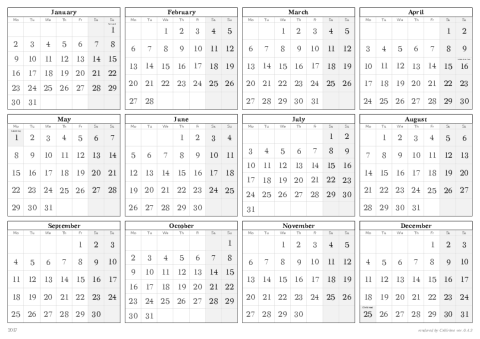 January
Mo Tu We Th Fr Sa Su
1
2 3 4 5 6 7 8
9 10 11 12 13 14 15
16 17 18 19 20 21 22
23 24 25 26 27 28 29
30 31
February
Mo Tu We Th Fr Sa Su
1 2 3 4 5
6 7 8 9 10 11 12
13 14 15 16 17 18 19
20 21 22 23 24 25 26
27 28
March
Mo Tu We Th Fr Sa Su
1 2 3 4 5
6 7 8 9 10 11 12
13 14 15 16 17 18 19
20 21 22 23 24 25 26
27 28 29 30 31
April
Mo Tu We Th Fr Sa Su
1 2
3 4 5 6 7 8 9
10 11 12 13 14 15 16
17 18 19 20 21 22 23
24 25 26 27 28 29 30
May
Mo Tu We Th Fr Sa Su
1 2 3 4 5 6 7
8 9 10 11 12 13 14
15 16 17 18 19 20 21
22 23 24 25 26 27 28
29 30 31
June
Mo Tu We Th Fr Sa Su
1 2 3 4
5 6 7 8 9 10 11
12 13 14 15 16 17 18
19 20 21 22 23 24 25
26 27 28 29 30
July
Mo Tu We Th Fr Sa Su
1 2
3 4 5 6 7 8 9
10 11 12 13 14 15 16
17 18 19 20 21 22 23
24 25 26 27 28 29 30
31
August
Mo Tu We Th Fr Sa Su
1 2 3 4 5 6
7 8 9 10 11 12 13
14 15 16 17 18 19 20
21 22 23 24 25 26 27
28 29 30 31
September
Mo Tu We Th Fr Sa Su
1 2 3
4 5 6 7 8 9 10
11 12 13 14 15 16 17
18 19 20 21 22 23 24
25 26 27 28 29 30
October
Mo Tu We Th Fr Sa Su
1
2 3 4 5 6 7 8
9 10 11 12 13 14 15
16 17 18 19 20 21 22
23 24 25 26 27 28 29
30 31
November
Mo Tu We Th Fr Sa Su
1 2 3 4 5
6 7 8 9 10 11 12
13 14 15 16 17 18 19
20 21 22 23 24 25 26
27 28 29 30
December
Mo Tu We Th Fr Sa Su
1 2 3
4 5 6 7 8 9 10
11 12 13 14 15 16 17
18 19 20 21 22 23 24
25 26 27 28 29 30 31
2017